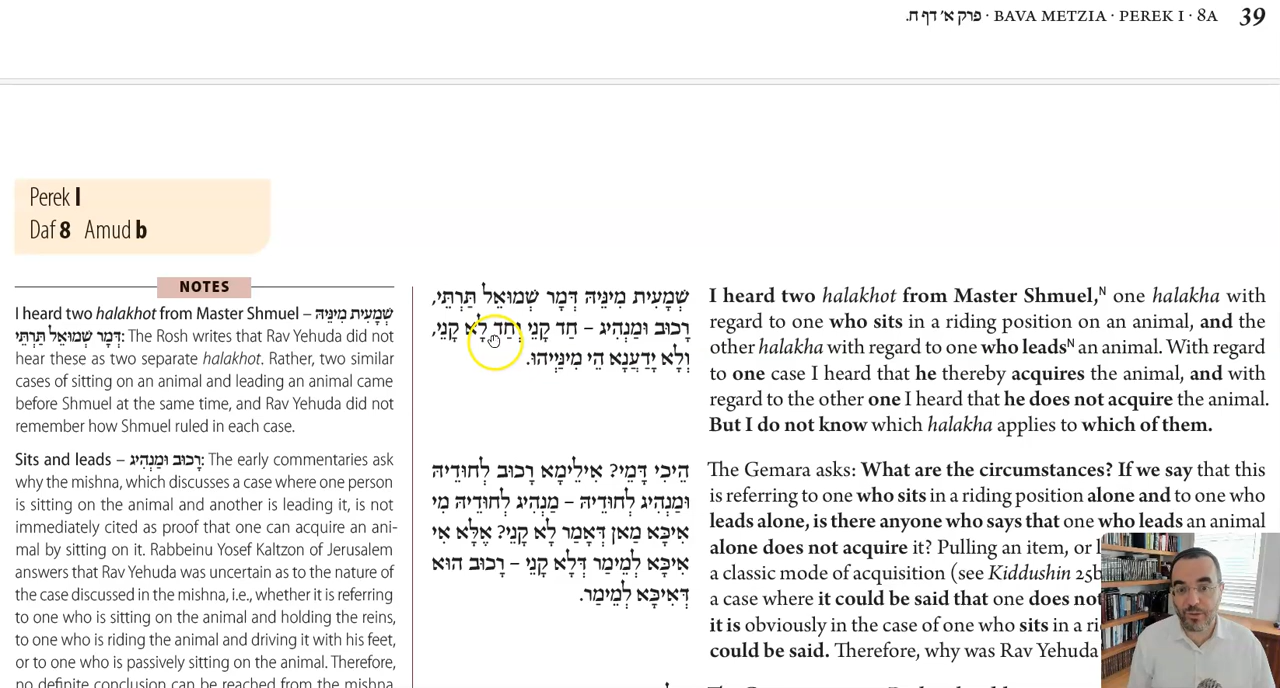 פרק א׳ דף ח. · BAVA METZIA · PEREK I · 8A 39
Perek I
Daf 8 Amud b
NOTES
I heard two halakhot from Master Shmuel – שְׁמָעִית מִינֵּיהּ
דְּמָר שְׁמוּאֵל תַּרְתֵּי: The Rosh writes that Rav Yehuda did not
hear these as two separate halakhot. Rather, two similar
cases of sitting on an animal and leading an animal came
before Shmuel at the same time, and Rav Yehuda did not
remember how Shmuel ruled in each case.
Sits and leads – רָכוּב וּמַנְהִיג: The early commentaries ask
why the mishna, which discusses a case where one person
is sitting on the animal and another is leading it, is not
immediately cited as proof that one can acquire an ani-
mal by sitting on it. Rabbeinu Yosef Kaltzon of Jerusalem
answers that Rav Yehuda was uncertain as to the nature of
the case discussed in the mishna, i.e., whether it is referring
to one who is sitting on the animal and holding the reins,
to one who is riding the animal and driving it with his feet,
or to one who is passively sitting on the animal. Therefore,
no definite conclusion can be reached from the mishna
שְׁמָעִית מִינֵּיהּ דְּמָר שְׁמוּאֵל תַּרְתֵּי,
רָכוּב וּמַנְהִיג – חַד קָנֵי וְחַד לָא קָנֵי,
וְלָא יָדַעְנָא הֵי מִינַּיְיהוּ.
הֵיכִי דָּמֵי? אִילֵּימָא רָכוּב לְחוּדֵיהּ
וּמַנְהִיג לְחוּדֵיהּ – מַנְהִיג לְחוּדֵיהּ מִי
אִיכָּא מַאן דְּאָמַר לָא קָנֵי? אֶלָּא אִי
אִיכָּא לְמֵימַר דְּלָא קָנֵי – רָכוּב הוּא
דְּאִיכָּא לְמֵימַר.
I heard two halakhot from Master Shmuel,ᴺ one halakha with
regard to one who sits in a riding position on an animal, and the
other halakha with regard to one who leadsᴺ an animal. With regard
to one case I heard that he thereby acquires the animal, and with
regard to the other one I heard that he does not acquire the animal.
But I do not know which halakha applies to which of them.
The Gemara asks: What are the circumstances? If we say that this
is referring to one who sits in a riding position alone and to one who
leads alone, is there anyone who says that one who leads an animal
alone does not acquire it? Pulling an item, or
a classic mode of acquisition (see Kiddushin 25b
a case where it could be said that one does not
it is obviously in the case of one who sits in a ri
could be said. Therefore, why was Rav Yehuda